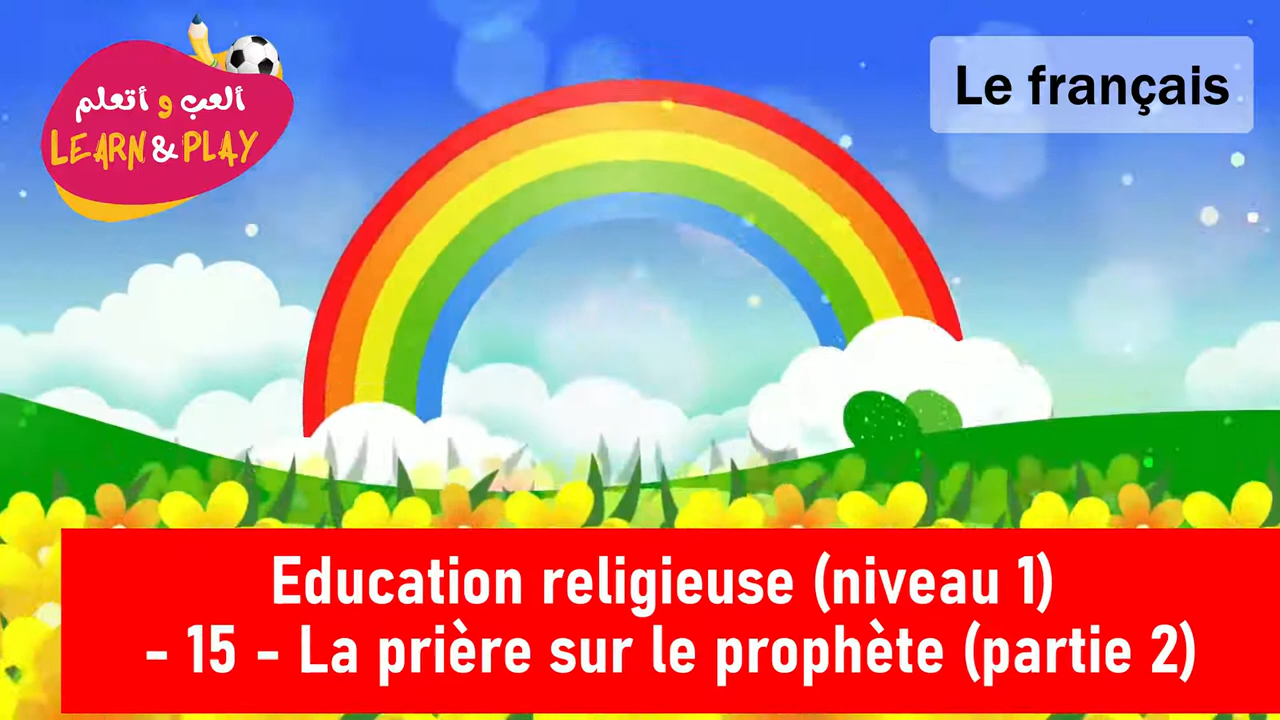 ألعب و أتعلم
LEARN & PLAY
Le français
Education religieuse (niveau 1)
- 15 - La prière sur le prophète (partie 2)